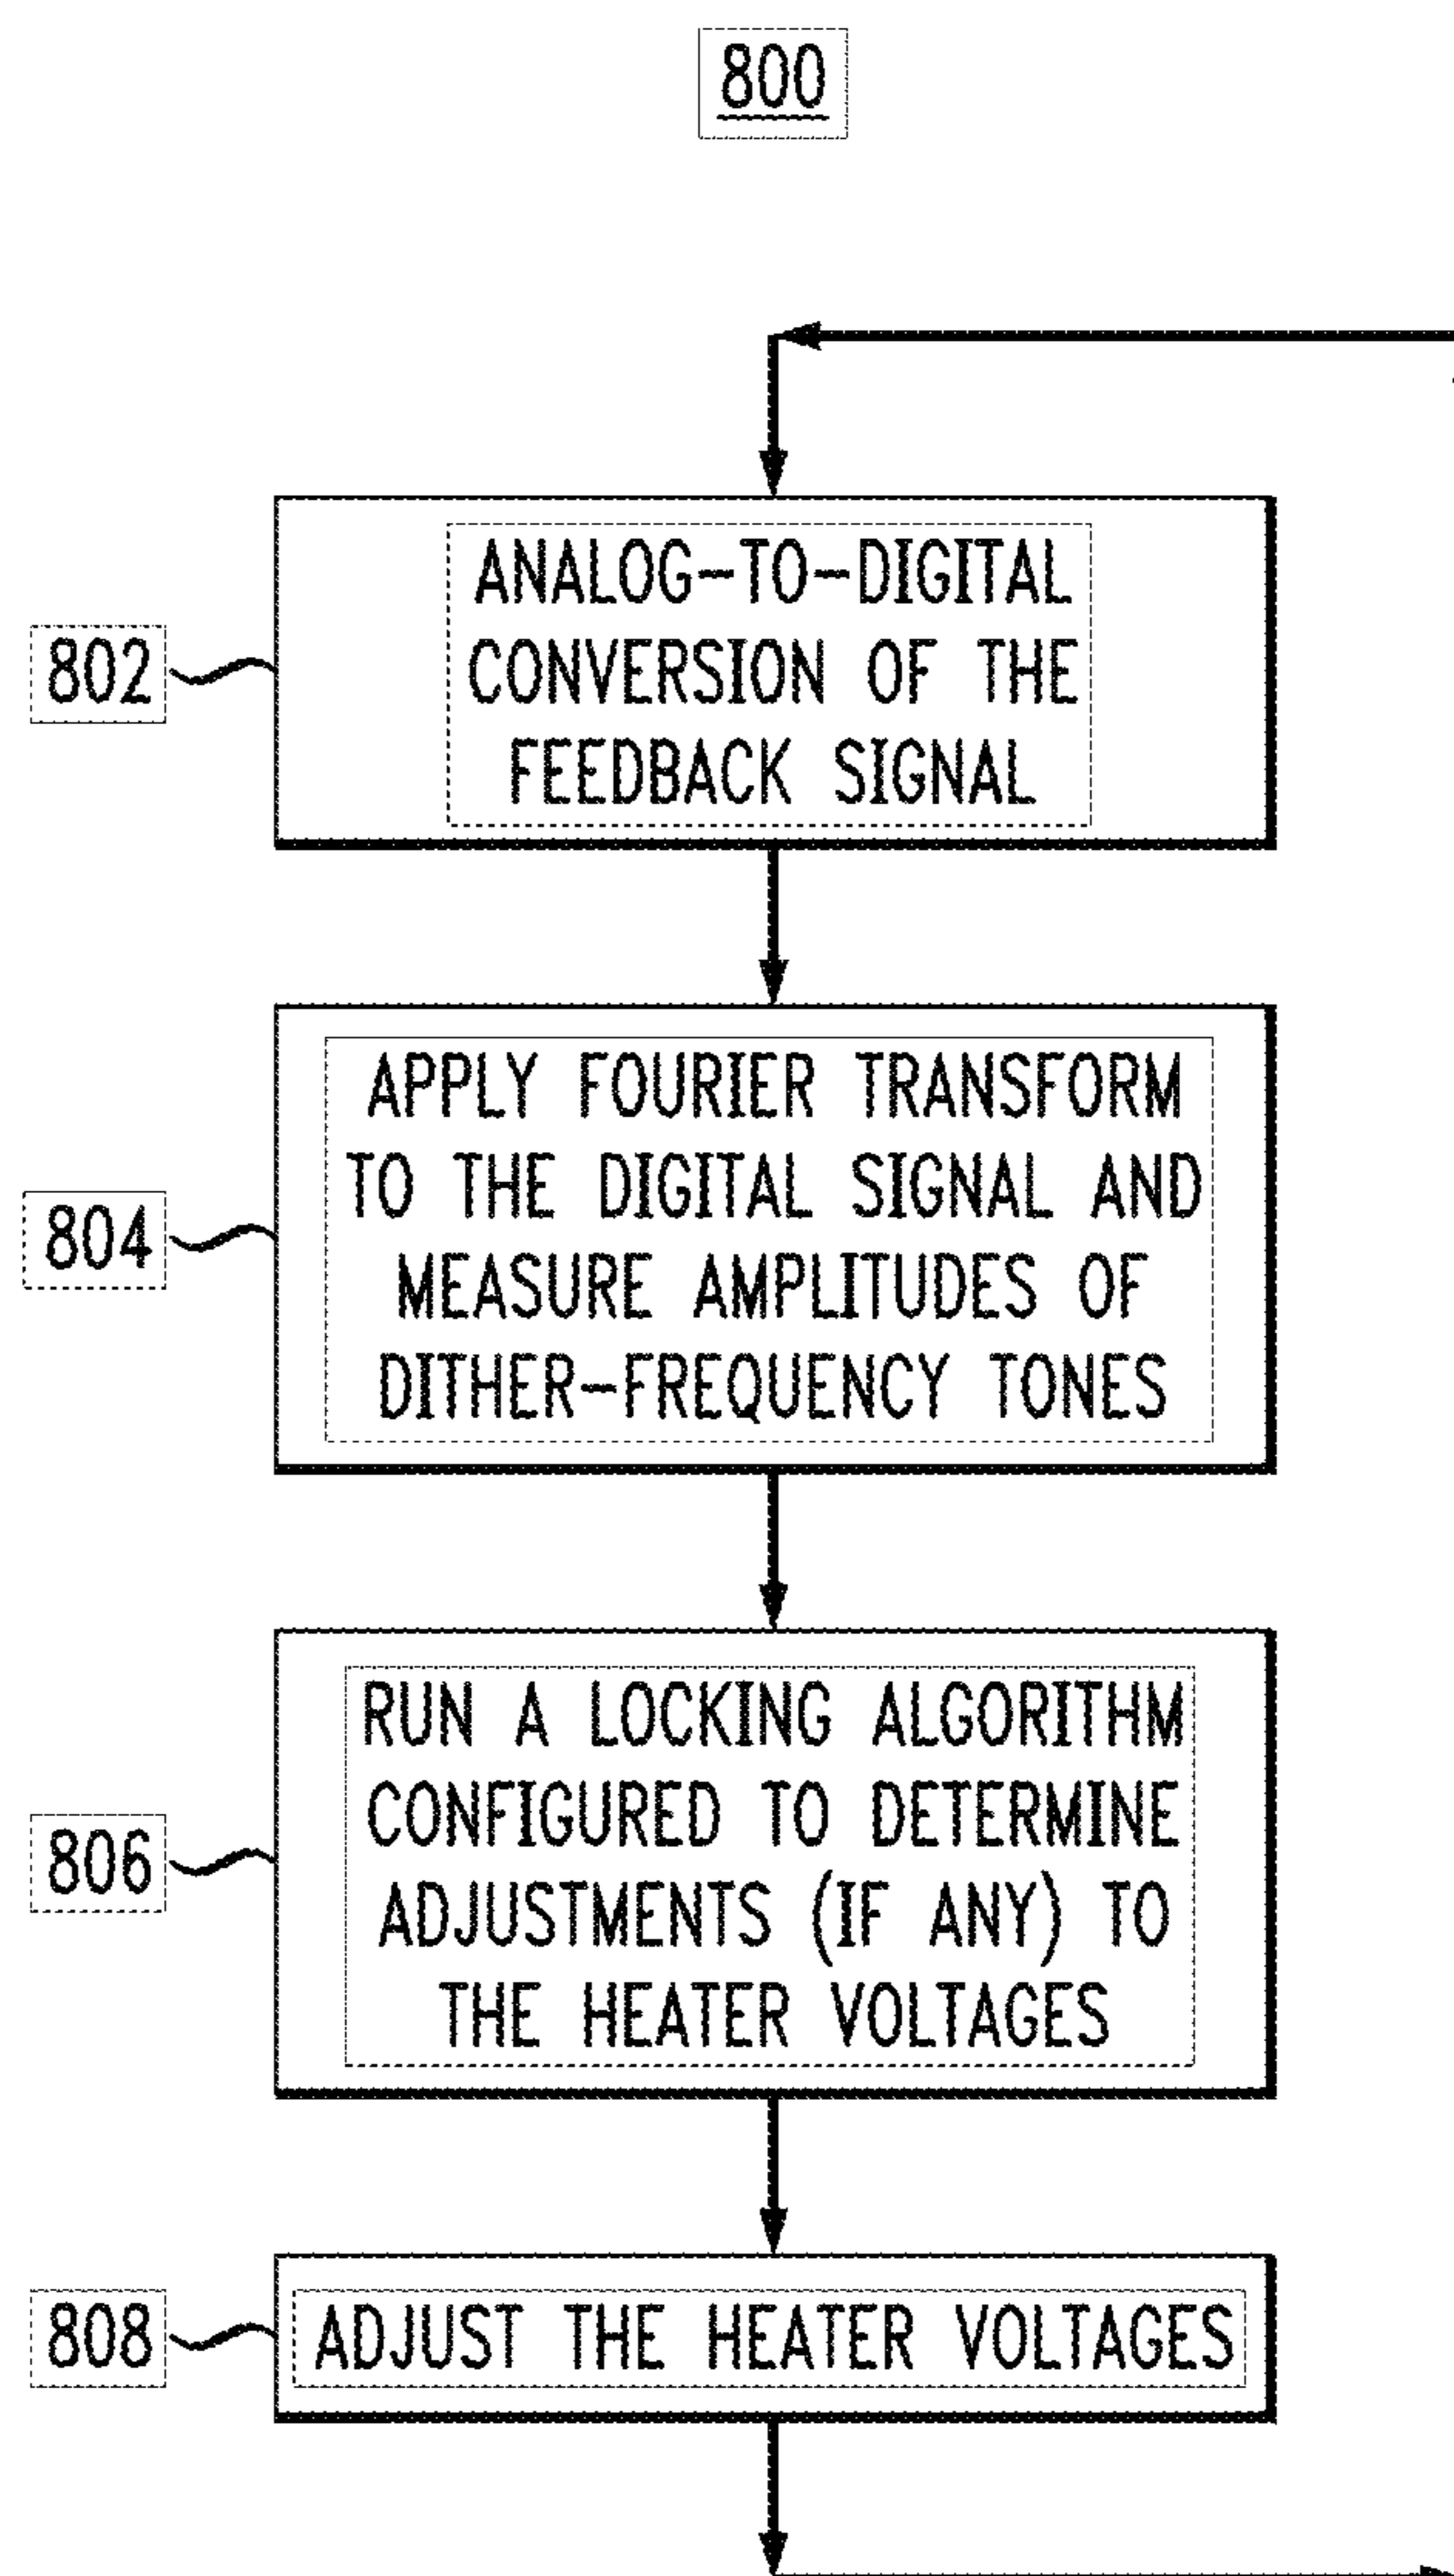 800
802
ANALOG-TO-DIGITAL
CONVERSION OF THE
FEEDBACK SIGNAL
804
APPLY FOURIER TRANSFORM
TO THE DIGITAL SIGNAL AND
MEASURE AMPLITUDES OF
DITHER-FREQUENCY TONES
806
RUN A LOCKING ALGORITHM
CONFIGURED TO DETERMINE
ADJUSTMENTS (IF ANY) TO
THE HEATER VOLTAGES
808
ADJUST THE HEATER VOLTAGES